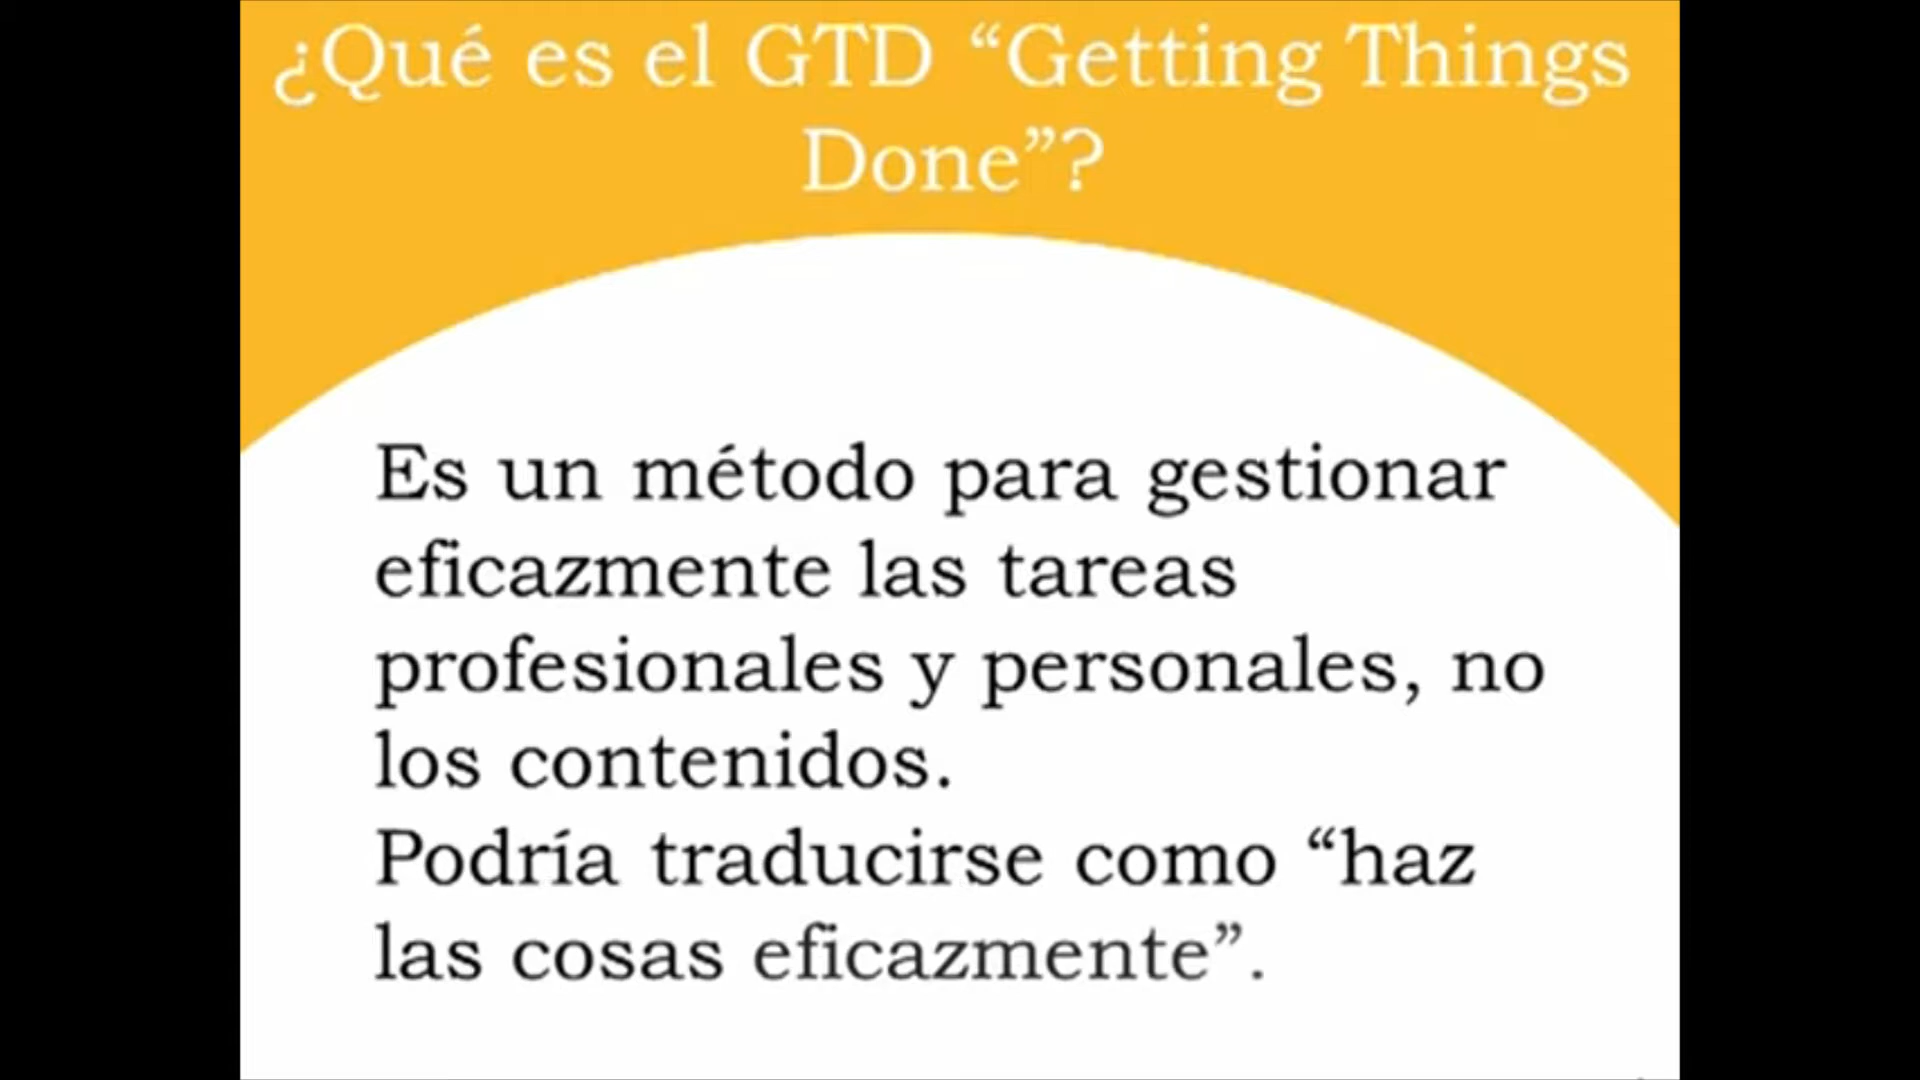 ¿Qué es el GTD “Getting Things
Done”?
Es un método para gestionar
eficazmente las tareas
profesionales y personales, no
los contenidos.
Podría traducirse como “haz
las cosas eficazmente”.